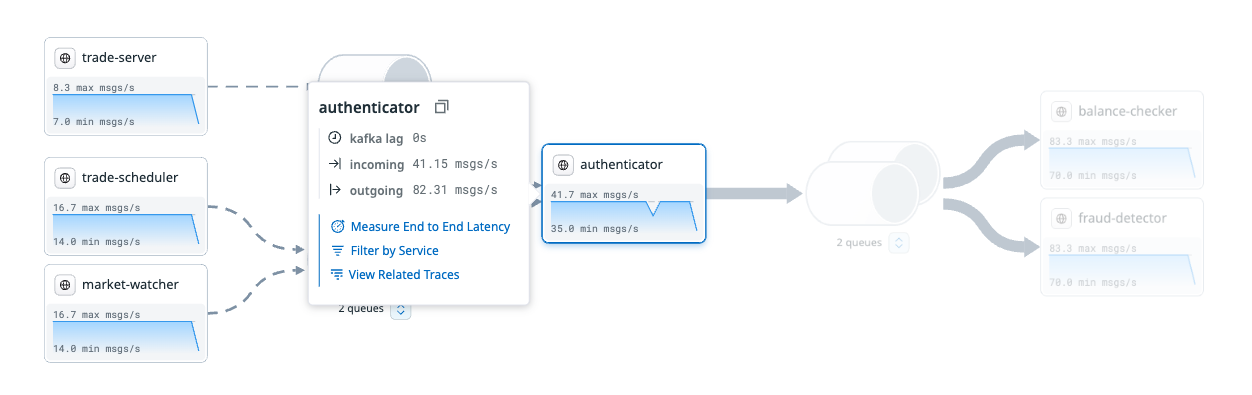 trade-server
8.3 max msgs/s
7.0 min msgs/s
trade-scheduler
16.7 max msgs/s
14.0 min msgs/s
market-watcher
16.7 max msgs/s
14.0 min msgs/s
authenticator
kafka lag 0s
incoming 41.15 msgs/s
outgoing 82.31 msgs/s
Measure End to End Latency
Filter by Service
View Related Traces
2 queues
authenticator
41.7 max msgs/s
35.0 min msgs/s
2 queues
balance-checker
83.3 max msgs/s
70.0 min msgs/s
fraud-detector
83.3 max msgs/s
70.0 min msgs/s